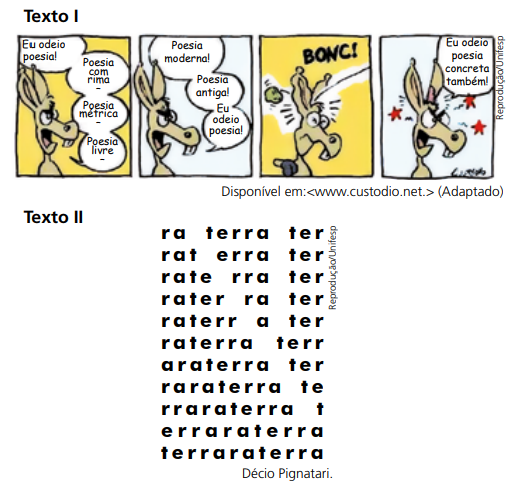 Texto I
Eu odeio
poesia!
Poesia
com
rima
-
Poesia
métrica
-
Poesia
livre
-
Poesia
moderna!
Poesia
antiga!
Eu
odeio
poesia!
BONC!
Eu odeio
poesia
concreta
também!
Custódio
Reprodução/Unifesp
Disponível em:<www.custodio.net.> (Adaptado)
Texto II
ra terra ter
rat erra ter
rate rra ter
rater ra ter
raterr a ter
raterra terr
araterra ter
raraterra te
rraraterra t
erraraterra
terraraterra
Reprodução/Unifesp
Décio Pignatari.